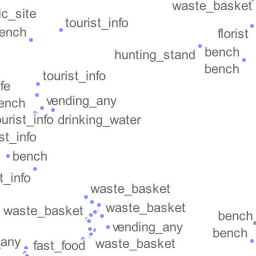 waste_basket
ic_site
tourist_info
ench
florist
hunting_stand
bench
bench
tourist_info
fe
ench
vending_any
ourist_info
drinking_water
st_info
bench
t_info
waste_basket
waste_basket
waste_basket
bench
vending_any
bench
any
fast_food
waste_basket